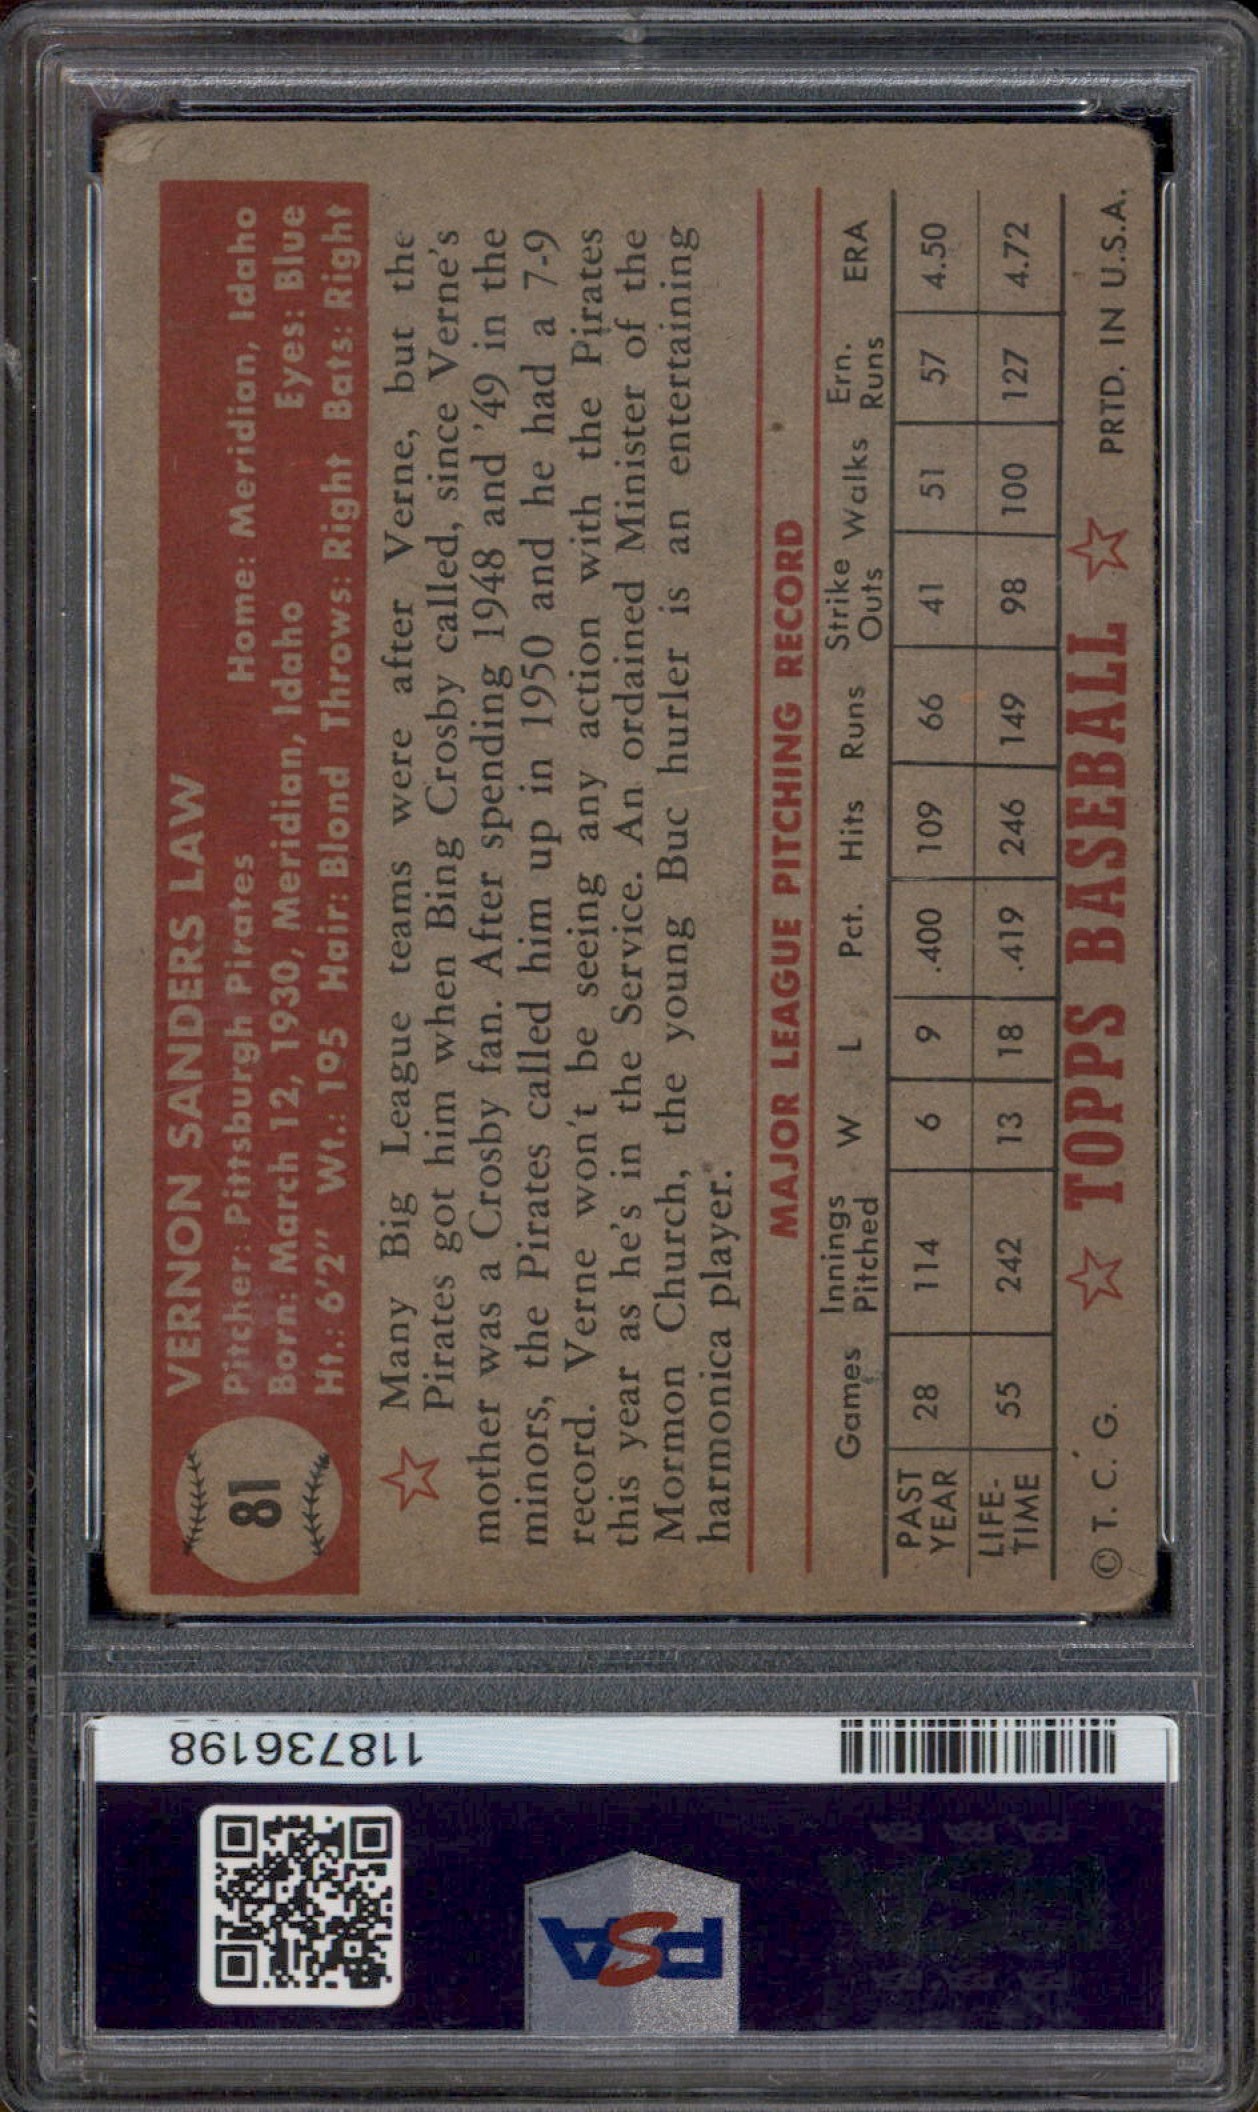 81
VERNON SANDERS LAW
Pitcher: Pittsburgh Pirates Home: Meridian, Idaho
Born: March 12, 1930, Meridian, Idaho Eyes: Blue
Ht.: 6'2" Wt.: 195 Hair: Blond Throws: Right Bats: Right
Many Big League teams were after Verne, but the
Pirates got him when Bing Crosby called, since Verne's
mother was a Crosby fan. After spending 1948 and '49 in the
minors, the Pirates called him up in 1950 and he had a 7-9
record. Verne won't be seeing any action with the Pirates
this year as he's in the Service. An ordained Minister of the
Mormon Church, the young Buc hurler is an entertaining
harmonica player.
MAJOR LEAGUE PITCHING RECORD
Games Innings Pitched W L Pct. Hits Runs Strike Outs Walks Ern. Runs ERA
PAST YEAR 28 114 6 9 .400 109 66 41 51 57 4.50
LIFE-TIME 55 242 13 18 .419 246 149 98 100 127 4.72
© T. C. G. ☆ TOPPS BASEBALL ☆ PRTD. IN U.S.A.
118736198
PSA